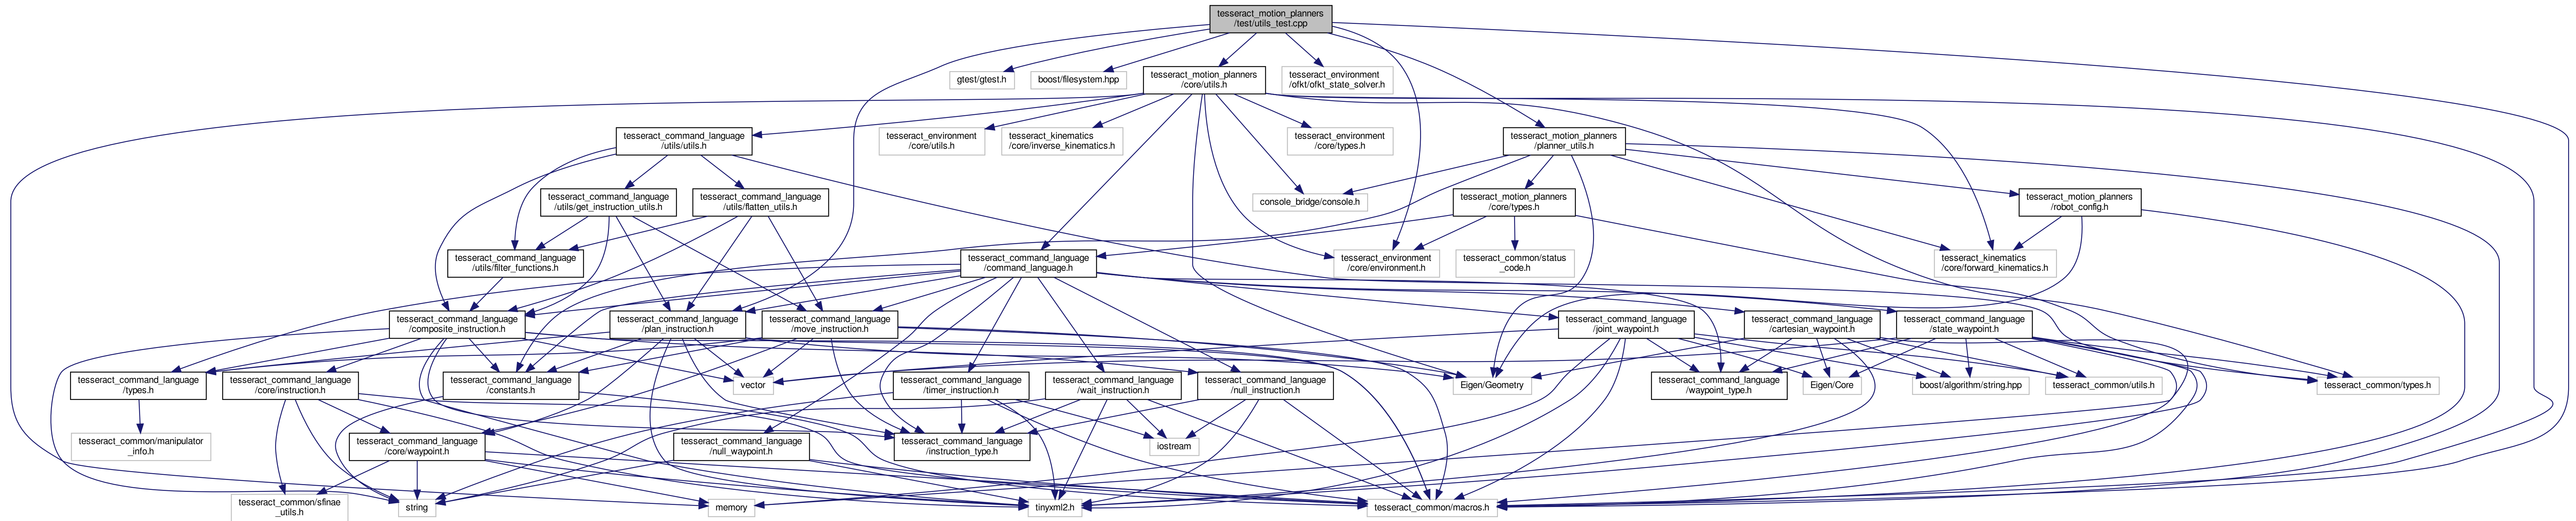 tesseract_motion_planners
/test/utils_test.cpp
gtest/gtest.h
boost/filesystem.hpp
tesseract_motion_planners
/core/utils.h
tesseract_environment
/ofkt/ofkt_state_solver.h
tesseract_command_language
/utils/utils.h
tesseract_environment
/core/utils.h
tesseract_kinematics
/core/inverse_kinematics.h
tesseract_environment
/core/types.h
tesseract_motion_planners
/planner_utils.h
tesseract_command_language
/utils/get_instruction_utils.h
tesseract_command_language
/utils/flatten_utils.h
console_bridge/console.h
tesseract_motion_planners
/core/types.h
tesseract_motion_planners
/robot_config.h
tesseract_command_language
/utils/filter_functions.h
tesseract_command_language
/command_language.h
tesseract_environment
/core/environment.h
tesseract_common/status
_code.h
tesseract_kinematics
/core/forward_kinematics.h
tesseract_command_language
/composite_instruction.h
tesseract_command_language
/plan_instruction.h
tesseract_command_language
/move_instruction.h
tesseract_command_language
/joint_waypoint.h
tesseract_command_language
/cartesian_waypoint.h
tesseract_command_language
/state_waypoint.h
tesseract_command_language
/types.h
tesseract_command_language
/core/instruction.h
tesseract_command_language
/constants.h
vector
tesseract_command_language
/timer_instruction.h
tesseract_command_language
/wait_instruction.h
tesseract_command_language
/null_instruction.h
Eigen/Geometry
tesseract_command_language
/waypoint_type.h
Eigen/Core
boost/algorithm/string.hpp
tesseract_common/utils.h
tesseract_common/types.h
tesseract_common/manipulator
_info.h
tesseract_command_language
/core/waypoint.h
tesseract_command_language
/null_waypoint.h
tesseract_command_language
/instruction_type.h
iostream
tesseract_common/sfinae
_utils.h
string
memory
tinyxml2.h
tesseract_common/macros.h